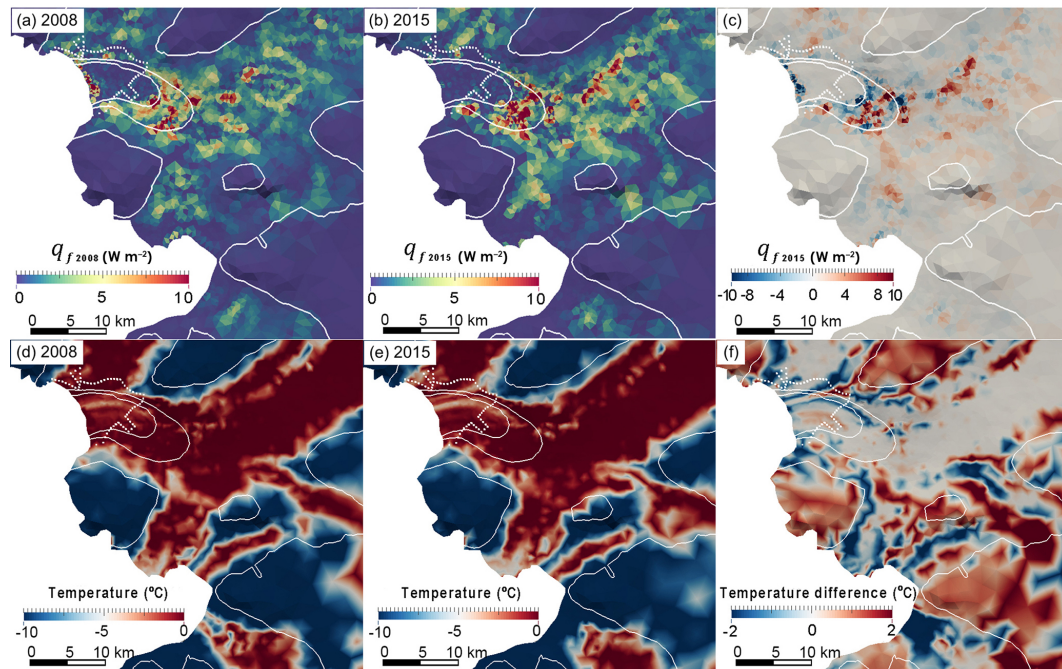 (a) 2008
(b) 2015
(c)
q f 2008 (W m⁻²)
0 5 10
0 5 10 km
q f 2015 (W m⁻²)
0 5 10
0 5 10 km
q f 2015 (W m⁻²)
-10 -8 -4 0 4 8 10
0 5 10 km
(d) 2008
(e) 2015
(f)
Temperature (ºC)
-10 -5 0
0 5 10 km
Temperature (ºC)
-10 -5 0
0 5 10 km
Temperature difference (ºC)
-2 0 2
0 5 10 km